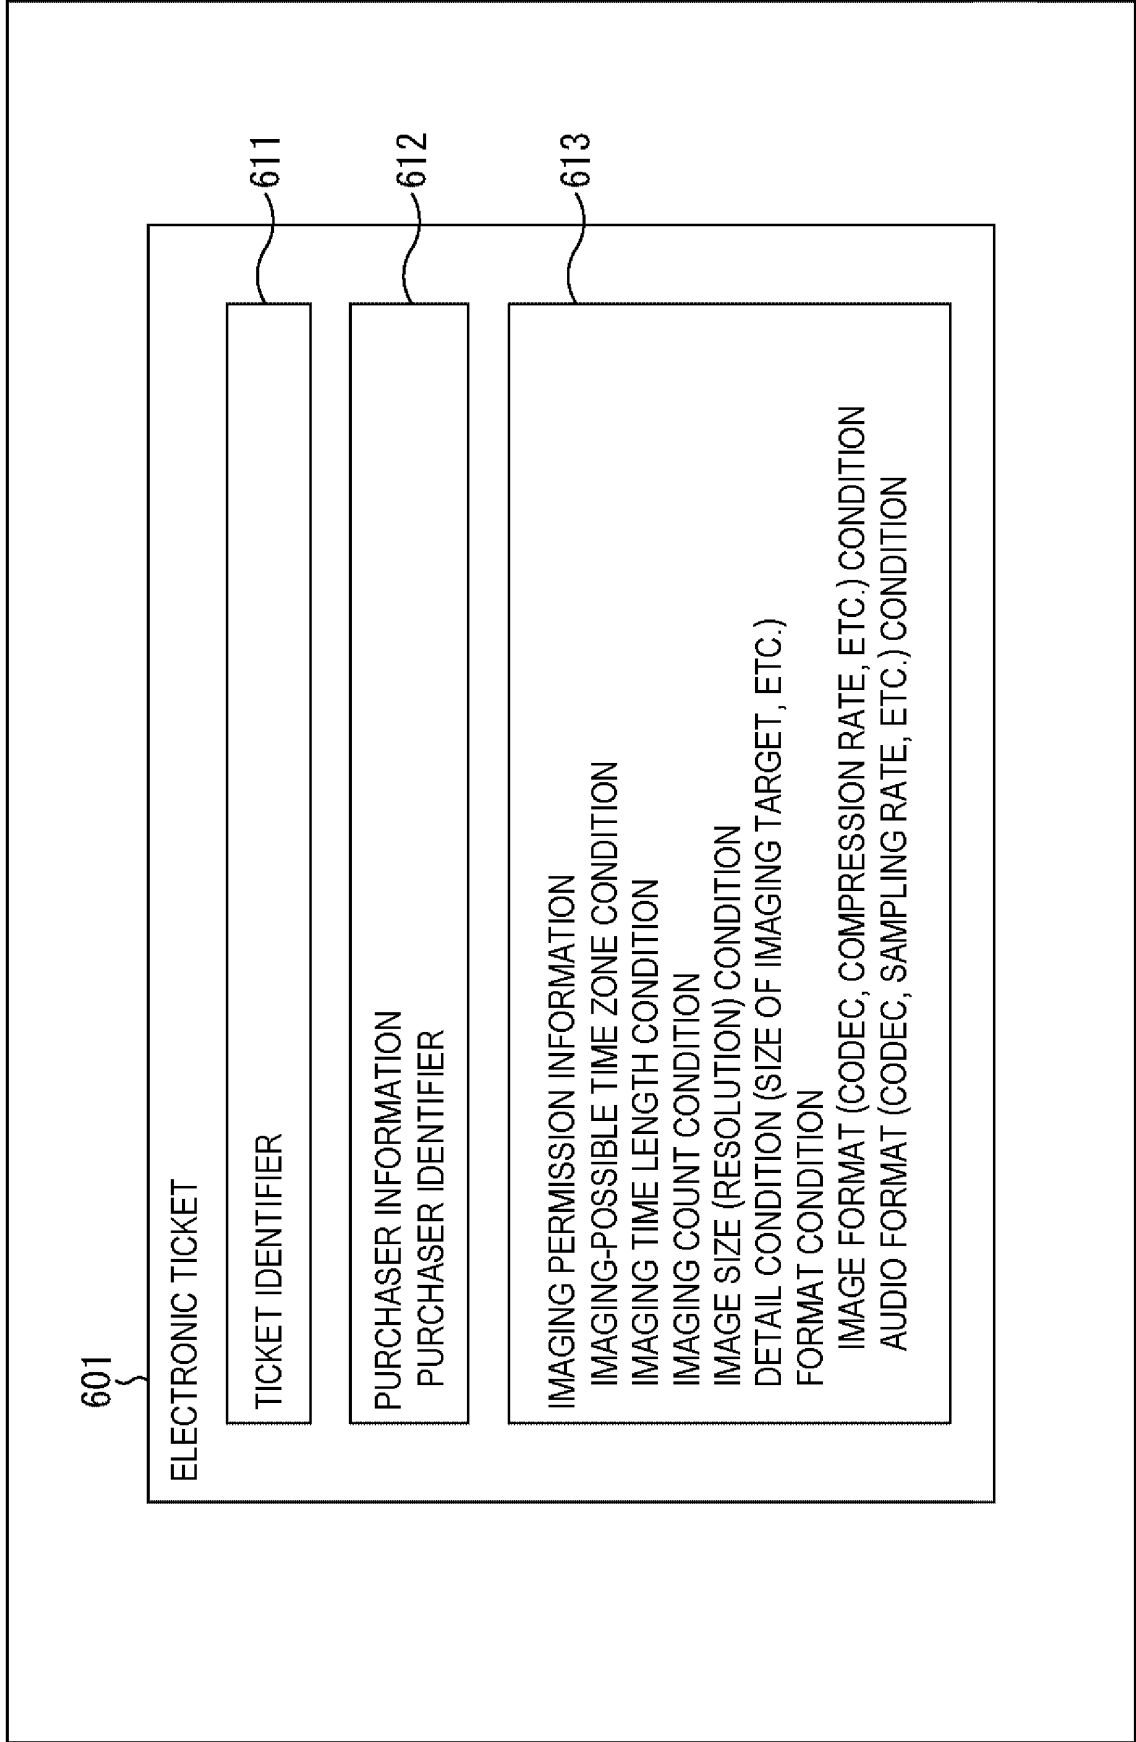 601
ELECTRONIC TICKET
TICKET IDENTIFIER
611
PURCHASER INFORMATION
PURCHASER IDENTIFIER
612
IMAGING PERMISSION INFORMATION
IMAGING-POSSIBLE TIME ZONE CONDITION
IMAGING TIME LENGTH CONDITION
IMAGING COUNT CONDITION
IMAGE SIZE (RESOLUTION) CONDITION
DETAIL CONDITION (SIZE OF IMAGING TARGET, ETC.)
FORMAT CONDITION
IMAGE FORMAT (CODEC, COMPRESSION RATE, ETC.) CONDITION
AUDIO FORMAT (CODEC, SAMPLING RATE, ETC.) CONDITION
613